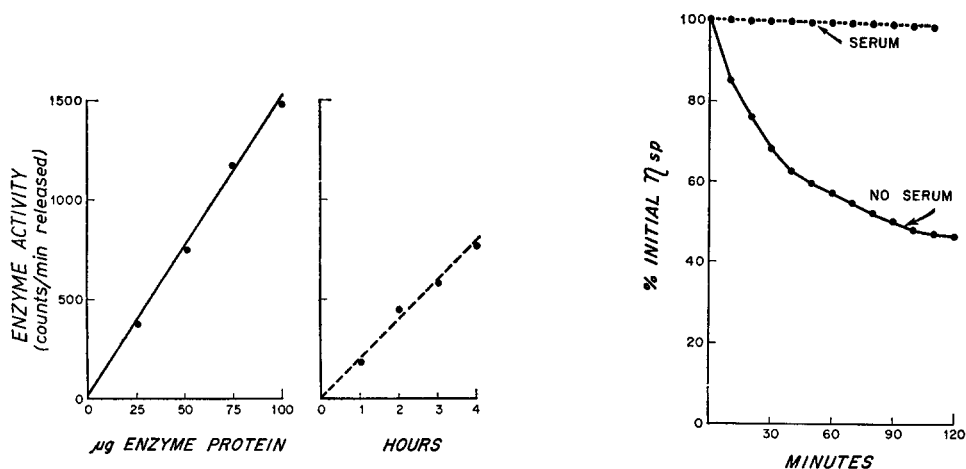 ENZYME ACTIVITY
(counts/min released)
1500
1000
500
0
0 25 50 75 100
µg ENZYME PROTEIN
0 1 2 3 4
HOURS
% INITIAL ηsp
100
80
60
40
20
0
SERUM
NO SERUM
30 60 90 120
MINUTES